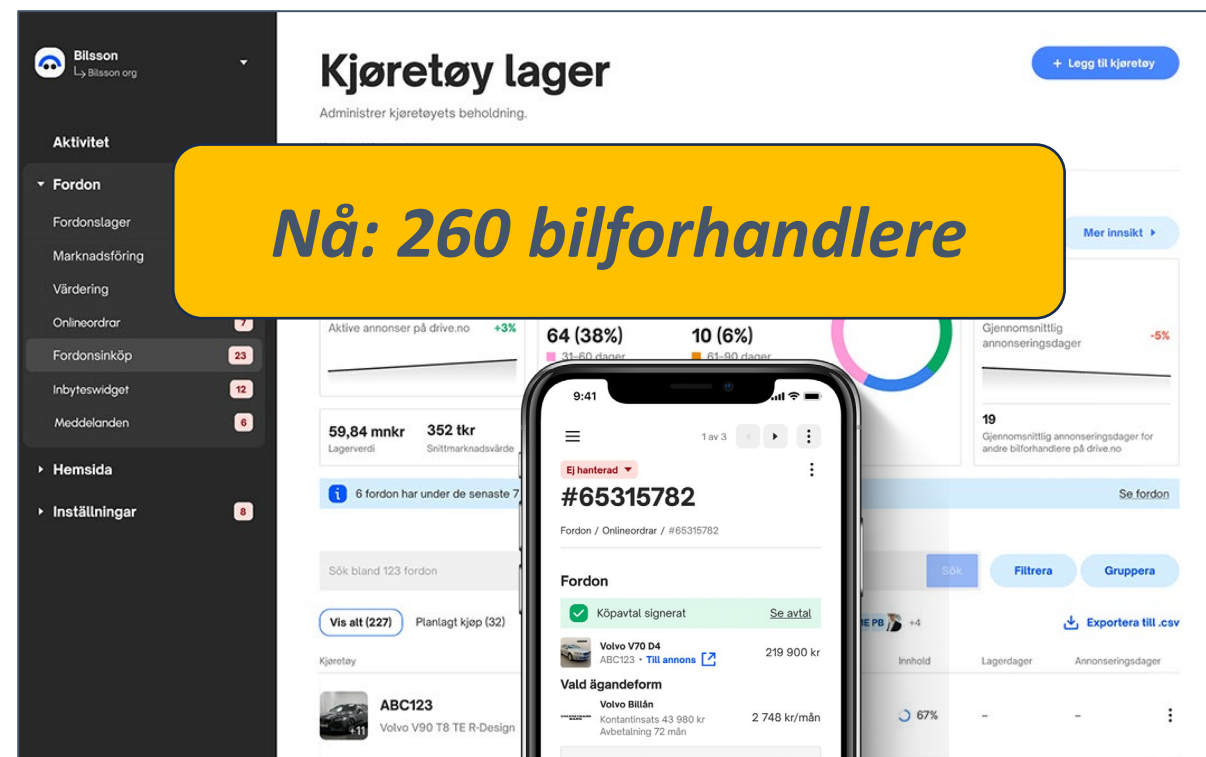 Bilsson
Bilsson org
Aktivitet
Fordon
Fordonslager
Marknadsföring
Värdering
Onlineordrar 7
Fordonsinköp 23
Inbyteswidget 12
Meddelanden 6
Hemsida
Inställningar 8
Kjøretøy lager
+ Legg til kjøretøy
Administrer kjøretøyets beholdning.
Nå: 260 bilforhandlere
Mer innsikt
Aktive annonser på drive.no +3%
64 (38%) 10 (6%)
31–60 dager 61–90 dager
Gjennomsnittlig
annonseringsdager -5%
59,84 mnkr 352 tkr
Lagerverdi Snittmarknadsvärde
19
Gjennomsnittlig annonseringsdager for
andre bilforhandlere på drive.no
6 fordon har under de senaste 7
Se fordon
Sök bland 123 fordon
Sök
Filtrera
Gruppera
Vis alt (227) Planlagt kjøp (32)
PB +4
Exportera till .csv
Kjøretøy Innhold Lagerdager Annonseringsdager
ABC123
Volvo V90 T8 TE R-Design
+11
67% – –
9:41
1 av 3
Ej hanterad
#65315782
Fordon / Onlineordrar / #65315782
Fordon
Köpavtal signerat Se avtal
Volvo V70 D4
ABC123 • Till annons 219 900 kr
Vald ägandeform
Volvo Billån
Kontantinsats 43 980 kr 2 748 kr/mån
Avbetalning 72 mån